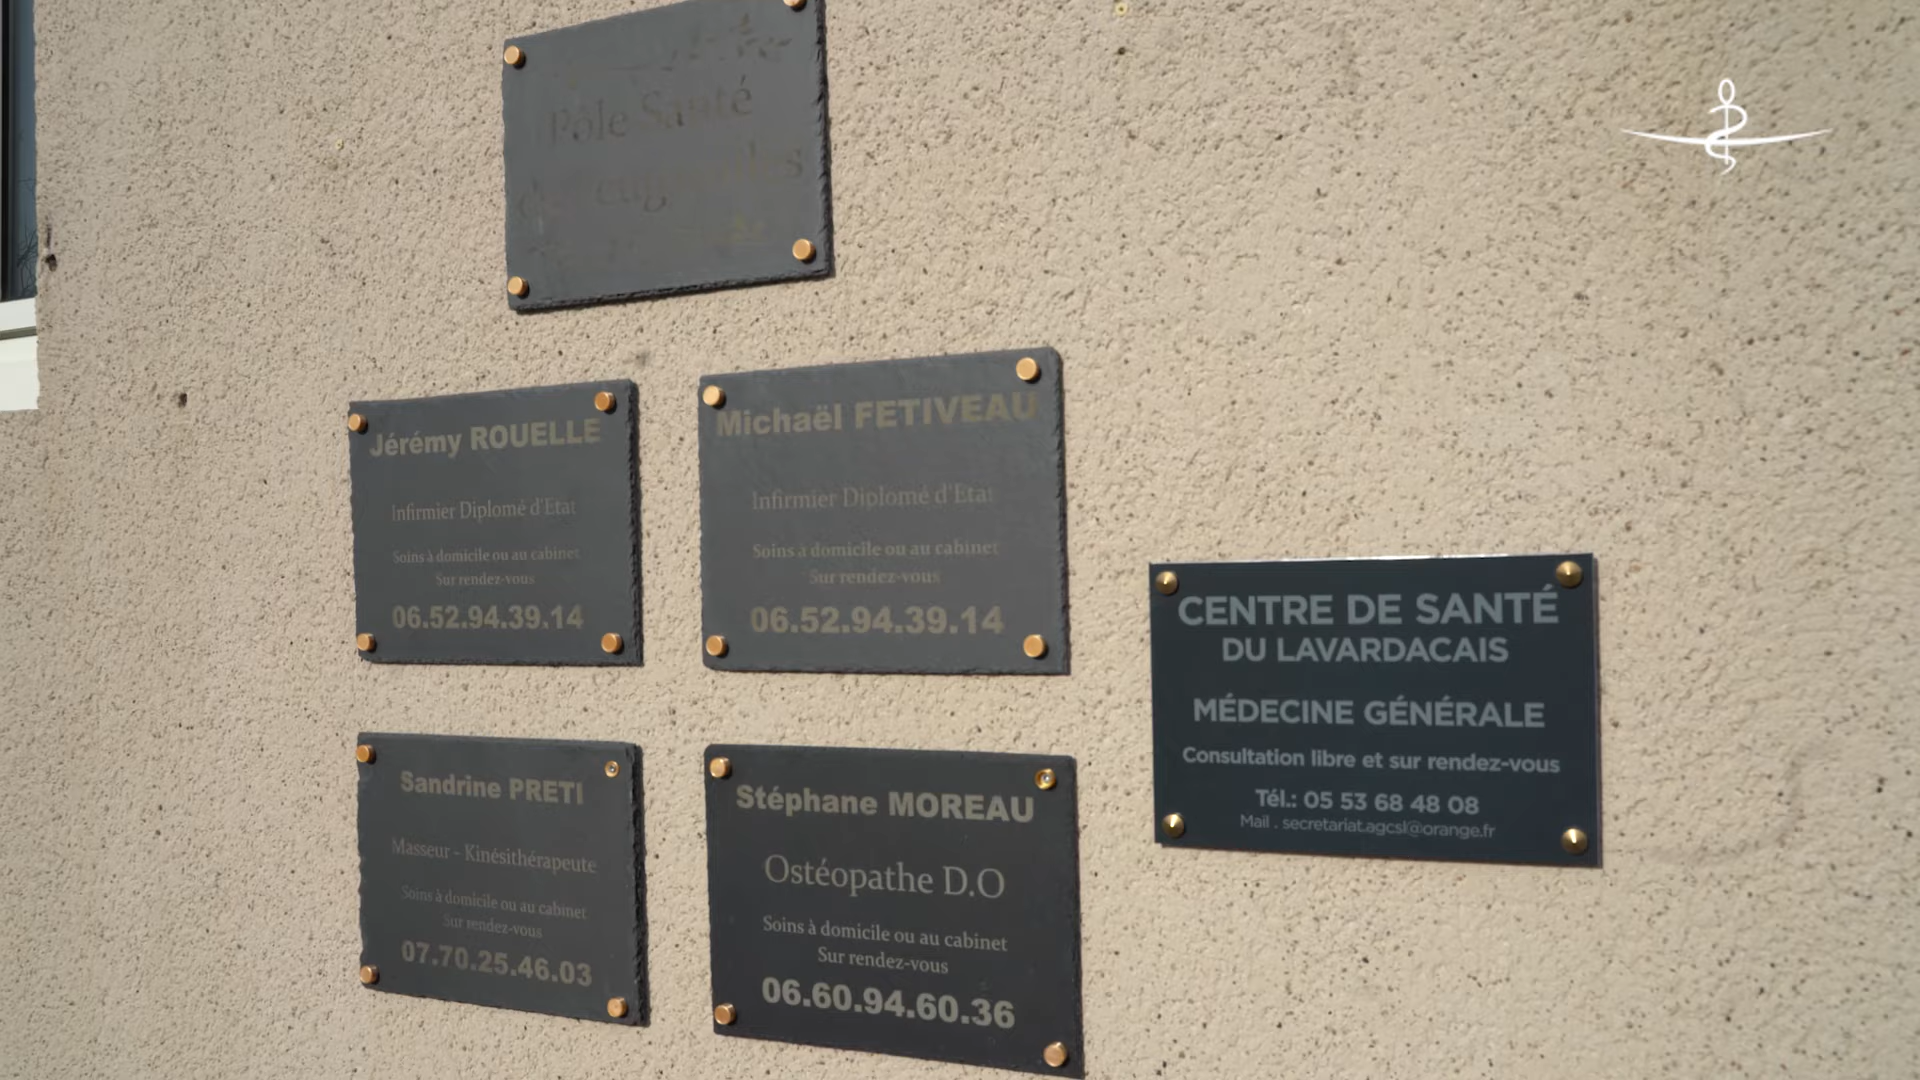 Pôle Santé
Jérémy ROUELLE
Infirmier Diplomé d'Etat
Soins à domicile ou au cabinet
Sur rendez-vous
06.52.94.39.14
Michaël FETIVEAU
Infirmier Diplomé d'Etat
Soins à domicile ou au cabinet
Sur rendez-vous
06.52.94.39.14
Sandrine PRETI
Masseur - Kinésithérapeute
Soins à domicile ou au cabinet
Sur rendez-vous
07.70.25.46.03
Stéphane MOREAU
Ostéopathe D.O
Soins à domicile ou au cabinet
Sur rendez-vous
06.60.94.60.36
CENTRE DE SANTÉ
DU LAVARDACAIS
MÉDECINE GÉNÉRALE
Consultation libre et sur rendez-vous
Tél.: 05 53 68 48 08
Mail . secretariat.agcsl@orange.fr